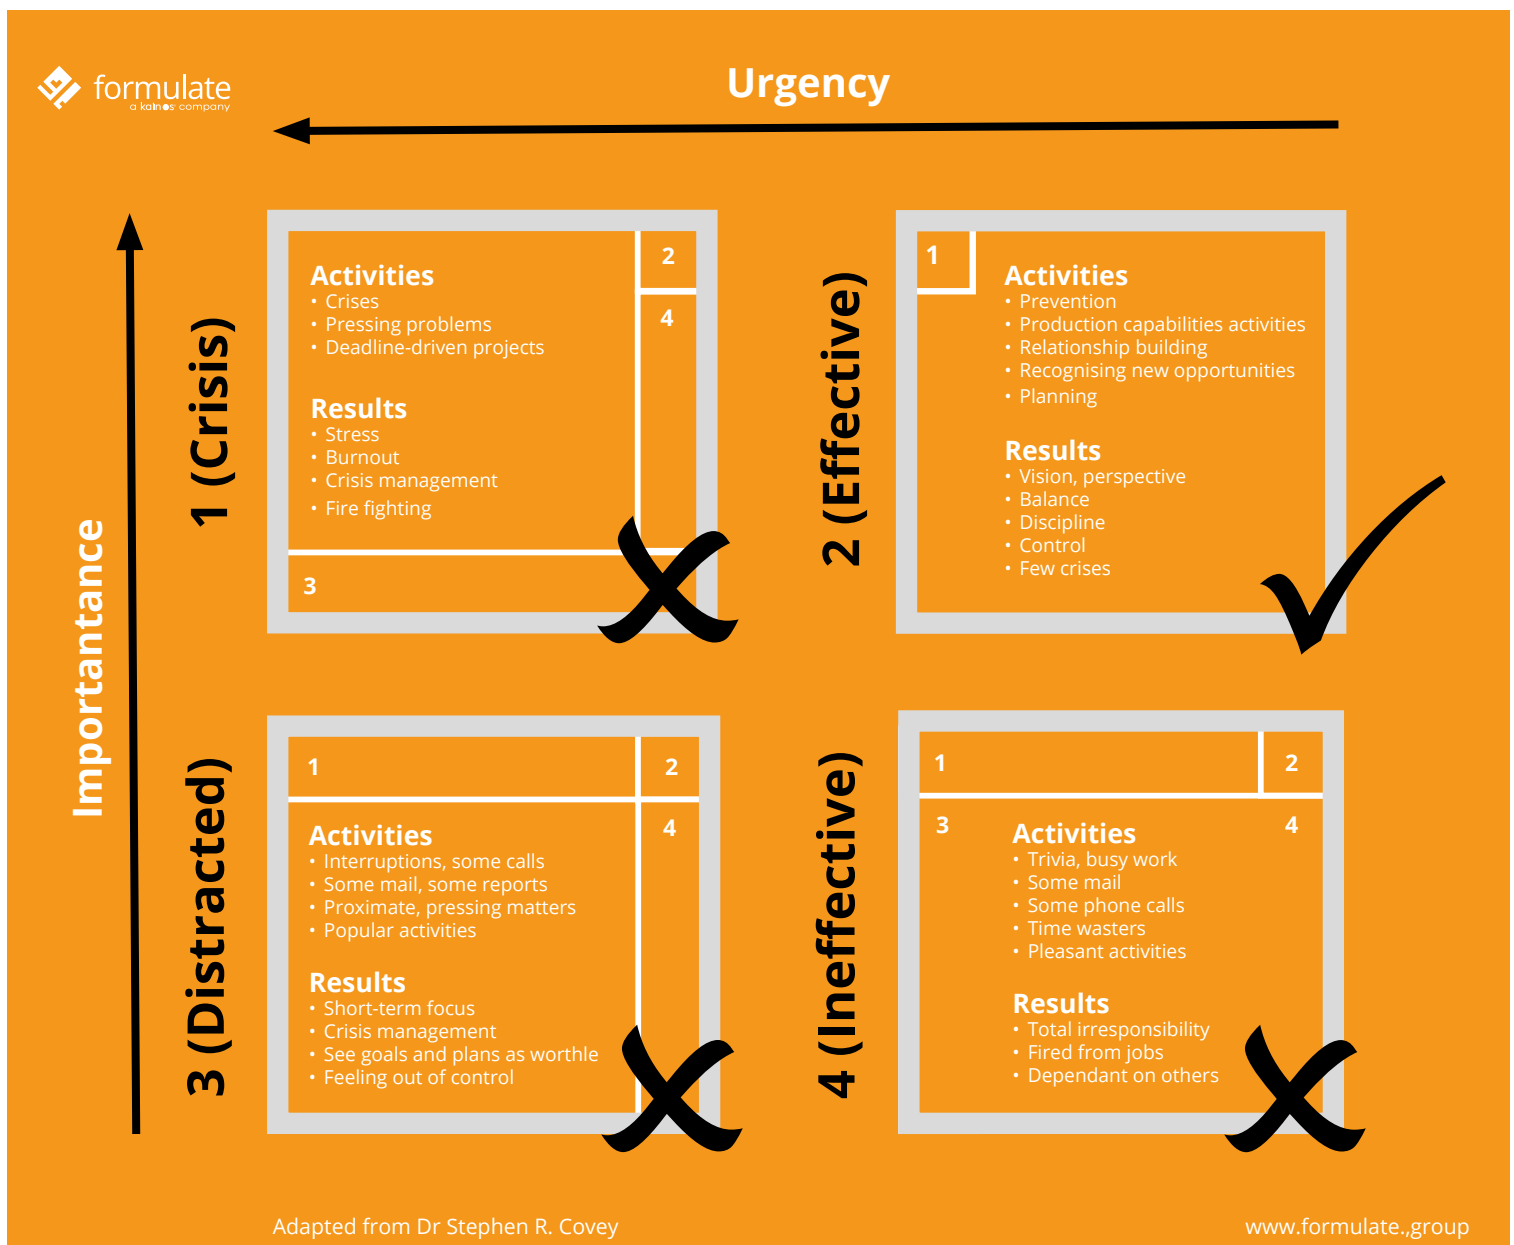 formulate
a kainos company
Urgency
Importantance
1 (Crisis)
2
4
Activities
• Crises
• Pressing problems
• Deadline-driven projects
Results
• Stress
• Burnout
• Crisis management
• Fire fighting
3
2 (Effective)
1
Activities
• Prevention
• Production capabilities activities
• Relationship building
• Recognising new opportunities
• Planning
Results
• Vision, perspective
• Balance
• Discipline
• Control
• Few crises
3 (Distracted)
1
2
4
Activities
• Interruptions, some calls
• Some mail, some reports
• Proximate, pressing matters
• Popular activities
Results
• Short-term focus
• Crisis management
• See goals and plans as worthle
• Feeling out of control
4 (Ineffective)
1
2
3
4
Activities
• Trivia, busy work
• Some mail
• Some phone calls
• Time wasters
• Pleasant activities
Results
• Total irresponsibility
• Fired from jobs
• Dependant on others
Adapted from Dr Stephen R. Covey
www.formulate.,group